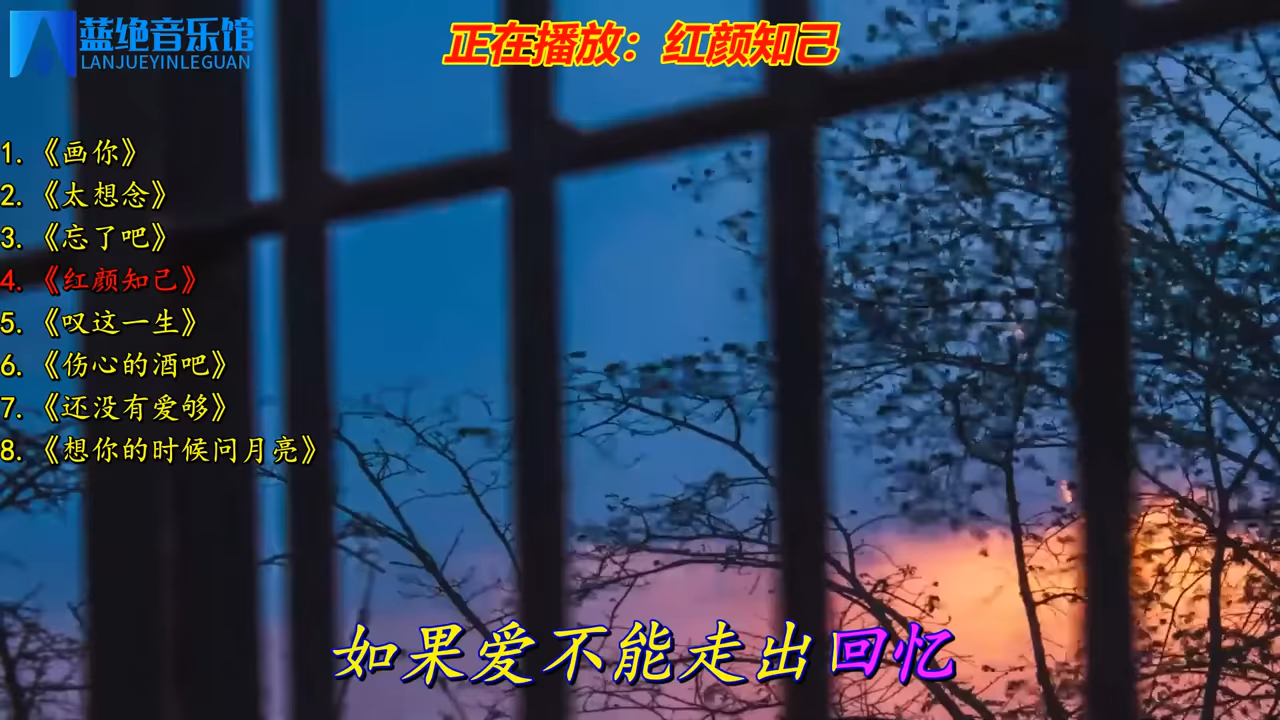 蓝绝音乐馆
LANJUEYINLEGUAN
正在播放：红颜知己
1.《画你》
2.《太想念》
3.《忘了吧》
4.《红颜知己》
5.《叹这一生》
6.《伤心的酒吧》
7.《还没有爱够》
8.《想你的时候问月亮》
如果爱不能走出回忆